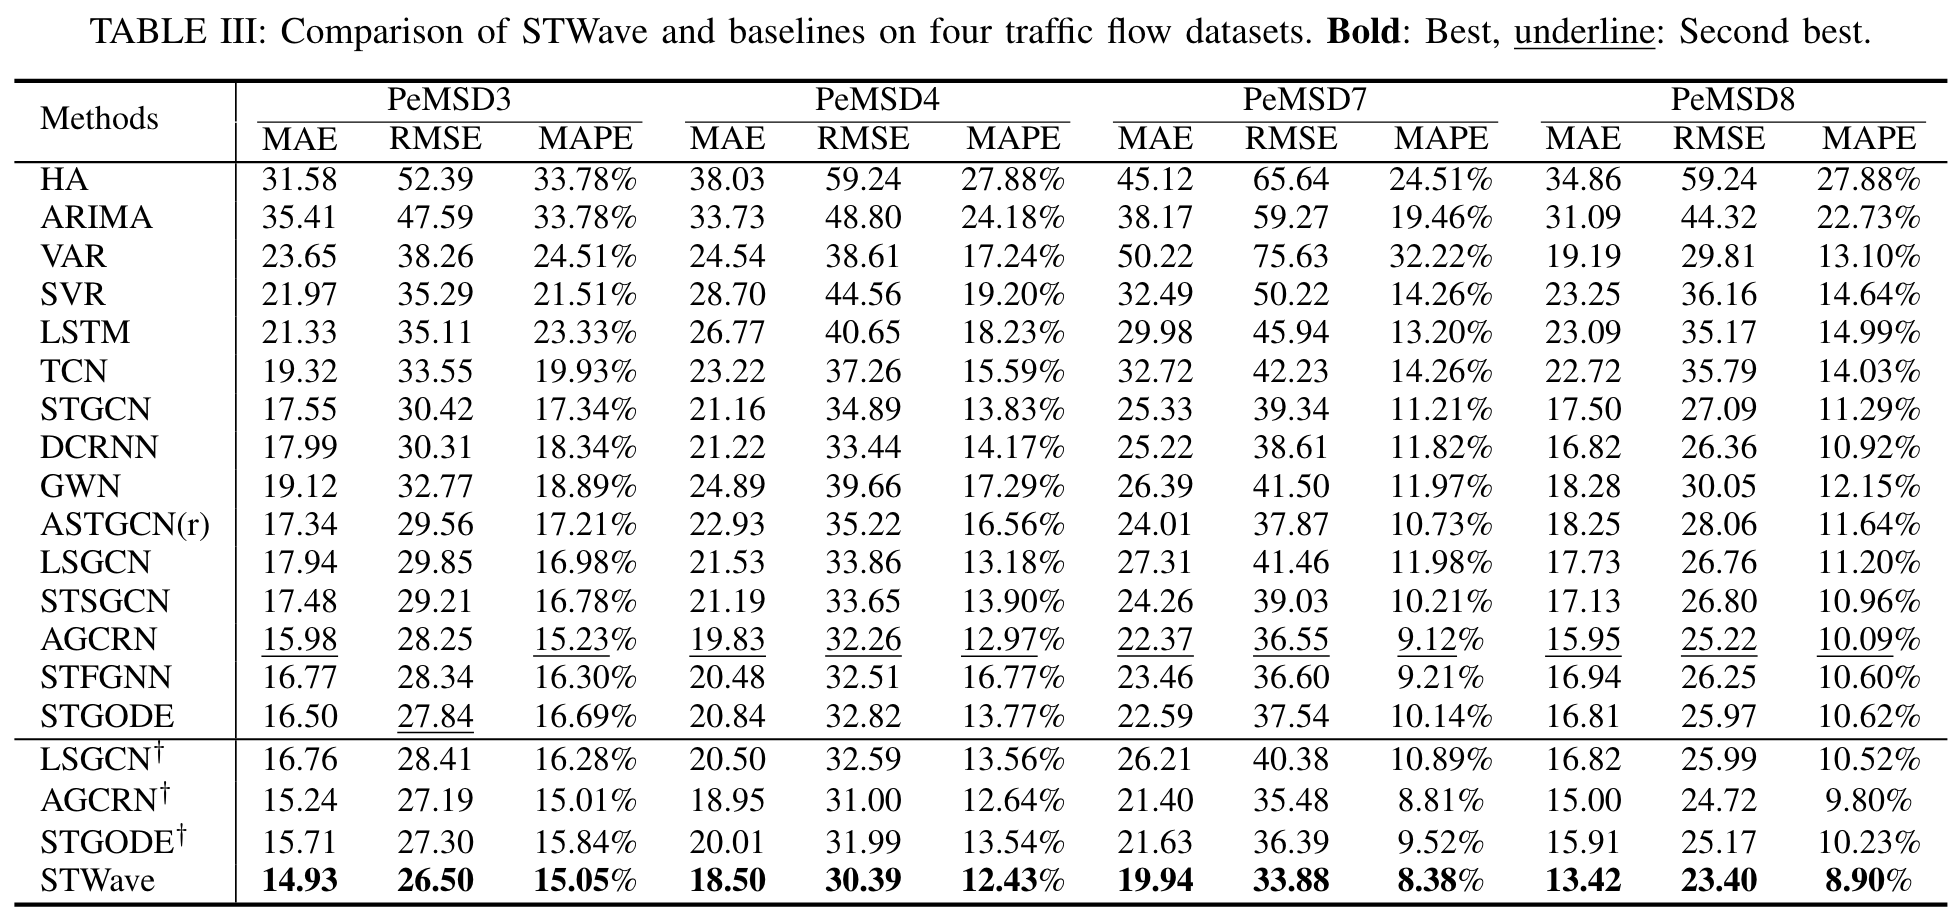 TABLE III: Comparison of STWave and baselines on four traffic flow datasets. Bold: Best, underline: Second best.
Methods PeMSD3 PeMSD4 PeMSD7 PeMSD8
MAE RMSE MAPE MAE RMSE MAPE MAE RMSE MAPE MAE RMSE MAPE
HA 31.58 52.39 33.78% 38.03 59.24 27.88% 45.12 65.64 24.51% 34.86 59.24 27.88%
ARIMA 35.41 47.59 33.78% 33.73 48.80 24.18% 38.17 59.27 19.46% 31.09 44.32 22.73%
VAR 23.65 38.26 24.51% 24.54 38.61 17.24% 50.22 75.63 32.22% 19.19 29.81 13.10%
SVR 21.97 35.29 21.51% 28.70 44.56 19.20% 32.49 50.22 14.26% 23.25 36.16 14.64%
LSTM 21.33 35.11 23.33% 26.77 40.65 18.23% 29.98 45.94 13.20% 23.09 35.17 14.99%
TCN 19.32 33.55 19.93% 23.22 37.26 15.59% 32.72 42.23 14.26% 22.72 35.79 14.03%
STGCN 17.55 30.42 17.34% 21.16 34.89 13.83% 25.33 39.34 11.21% 17.50 27.09 11.29%
DCRNN 17.99 30.31 18.34% 21.22 33.44 14.17% 25.22 38.61 11.82% 16.82 26.36 10.92%
GWN 19.12 32.77 18.89% 24.89 39.66 17.29% 26.39 41.50 11.97% 18.28 30.05 12.15%
ASTGCN(r) 17.34 29.56 17.21% 22.93 35.22 16.56% 24.01 37.87 10.73% 18.25 28.06 11.64%
LSGCN 17.94 29.85 16.98% 21.53 33.86 13.18% 27.31 41.46 11.98% 17.73 26.76 11.20%
STSGCN 17.48 29.21 16.78% 21.19 33.65 13.90% 24.26 39.03 10.21% 17.13 26.80 10.96%
AGCRN 15.98 28.25 15.23% 19.83 32.26 12.97% 22.37 36.55 9.12% 15.95 25.22 10.09%
STFGNN 16.77 28.34 16.30% 20.48 32.51 16.77% 23.46 36.60 9.21% 16.94 26.25 10.60%
STGODE 16.50 27.84 16.69% 20.84 32.82 13.77% 22.59 37.54 10.14% 16.81 25.97 10.62%
LSGCN† 16.76 28.41 16.28% 20.50 32.59 13.56% 26.21 40.38 10.89% 16.82 25.99 10.52%
AGCRN† 15.24 27.19 15.01% 18.95 31.00 12.64% 21.40 35.48 8.81% 15.00 24.72 9.80%
STGODE† 15.71 27.30 15.84% 20.01 31.99 13.54% 21.63 36.39 9.52% 15.91 25.17 10.23%
STWave 14.93 26.50 15.05% 18.50 30.39 12.43% 19.94 33.88 8.38% 13.42 23.40 8.90%